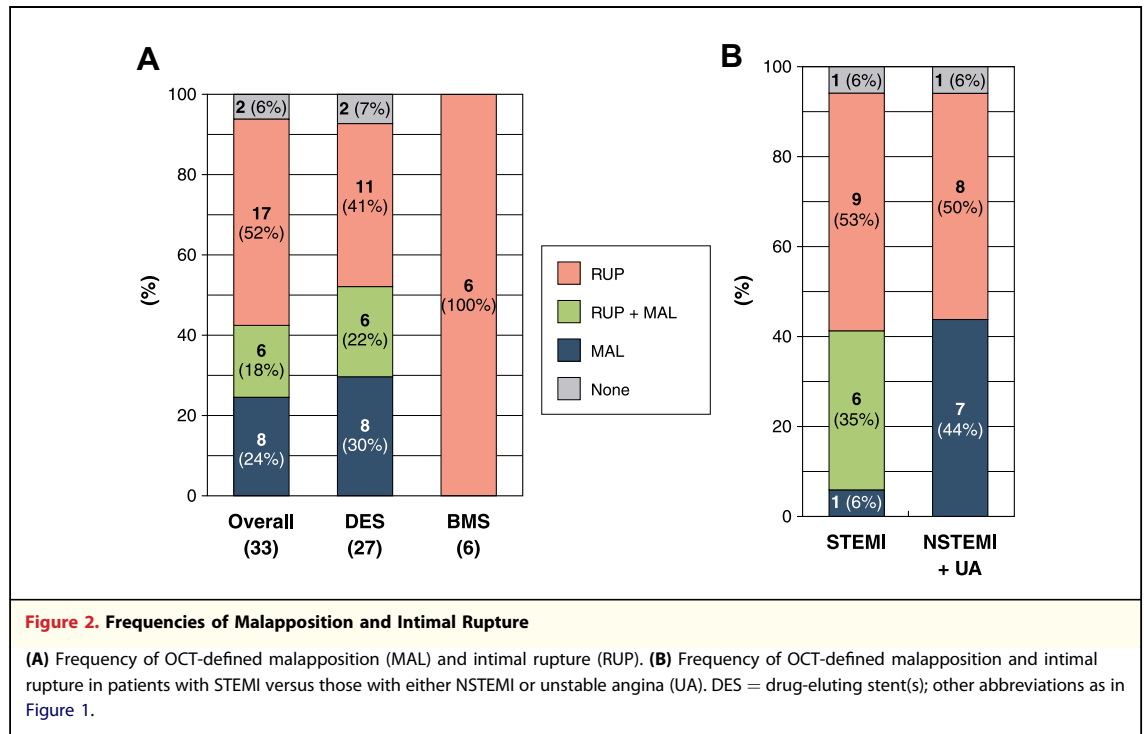 A
100
80
60
40
20
0
(%)
2 (6%)
17
(52%)
6
(18%)
8
(24%)
2 (7%)
11
(41%)
6
(22%)
8
(30%)
6
(100%)
Overall
(33)
DES
(27)
BMS
(6)
RUP
RUP + MAL
MAL
None
B
100
80
60
40
20
0
(%)
1 (6%)
9
(53%)
6
(35%)
1 (6%)
1 (6%)
8
(50%)
7
(44%)
STEMI
NSTEMI
+ UA
Figure 2. Frequencies of Malapposition and Intimal Rupture
(A) Frequency of OCT-defined malapposition (MAL) and intimal rupture (RUP). (B) Frequency of OCT-defined malapposition and intimal
rupture in patients with STEMI versus those with either NSTEMI or unstable angina (UA). DES = drug-eluting stent(s); other abbreviations as in
Figure 1.